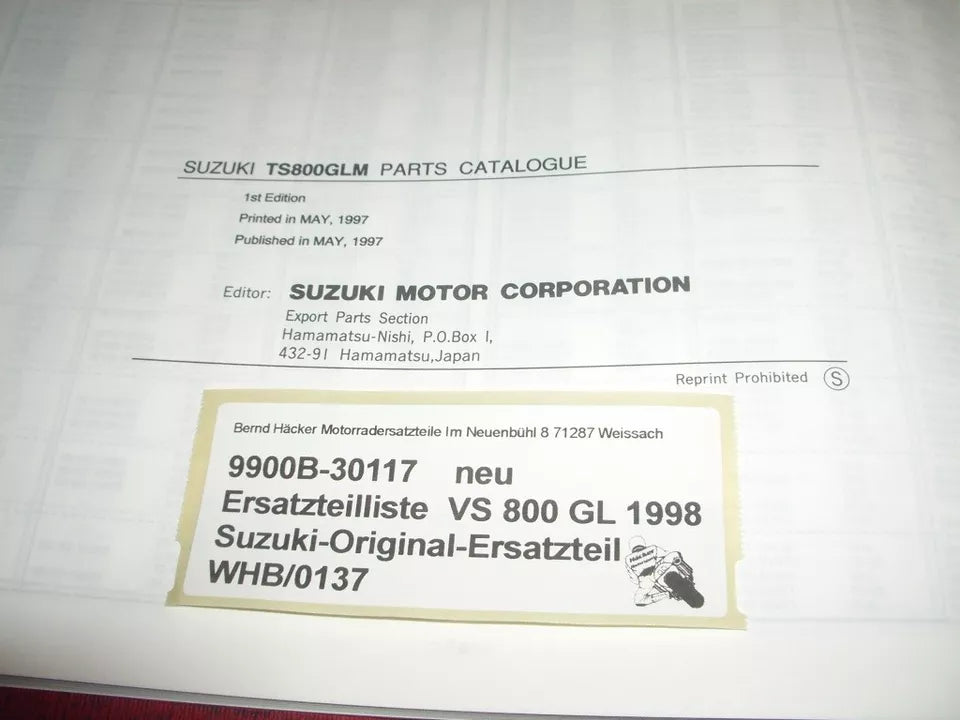 SUZUKI TS800GLM PARTS CATALOGUE
1st Edition
Printed in MAY, 1997
Published in MAY, 1997
Editor: SUZUKI MOTOR CORPORATION
Export Parts Section
Hamamatsu-Nishi, P.O.Box 1,
432-91 Hamamatsu,Japan
Reprint Prohibited Ⓢ
Bernd Häcker Motorradersatzteile Im Neuenbühl 8 71287 Weissach
9900B-30117 neu
Ersatzteilliste VS 800 GL 1998
Suzuki-Original-Ersatzteil
Häcker
WHB/0137